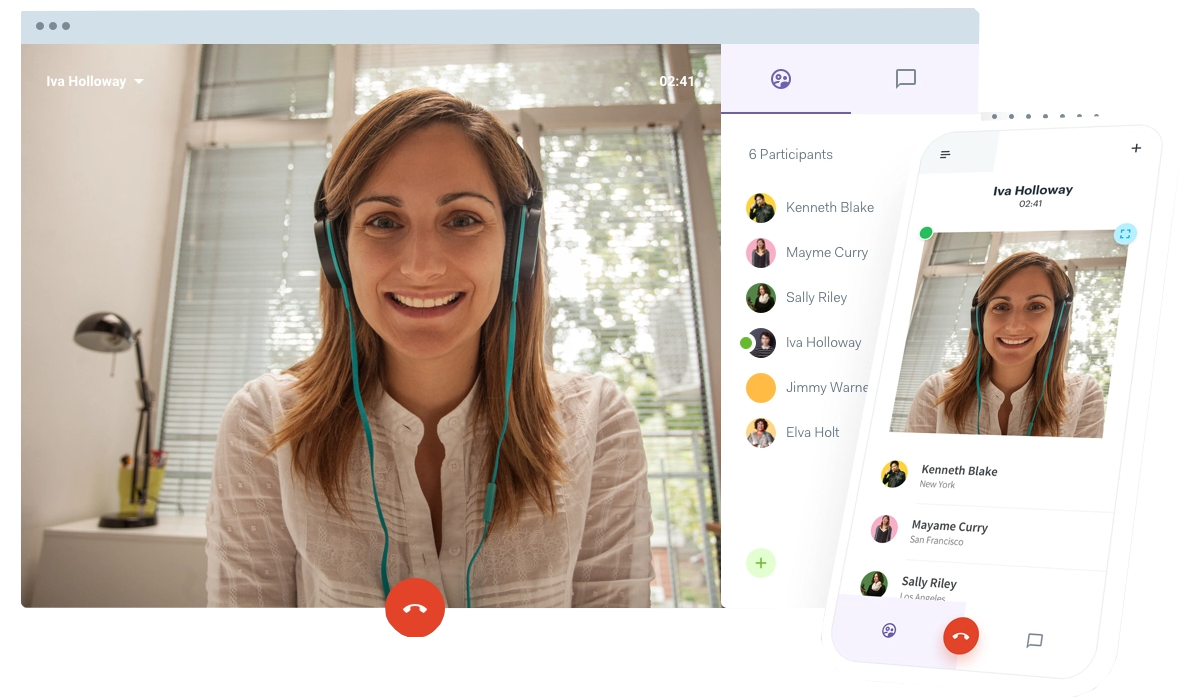 Iva Holloway
02:41
6 Participants
Kenneth Blake
Mayme Curry
Sally Riley
Iva Holloway
Jimmy Warne
Elva Holt
Iva Holloway
02:41
Kenneth Blake
New York
Mayame Curry
San Francisco
Sally Riley
Los Angeles